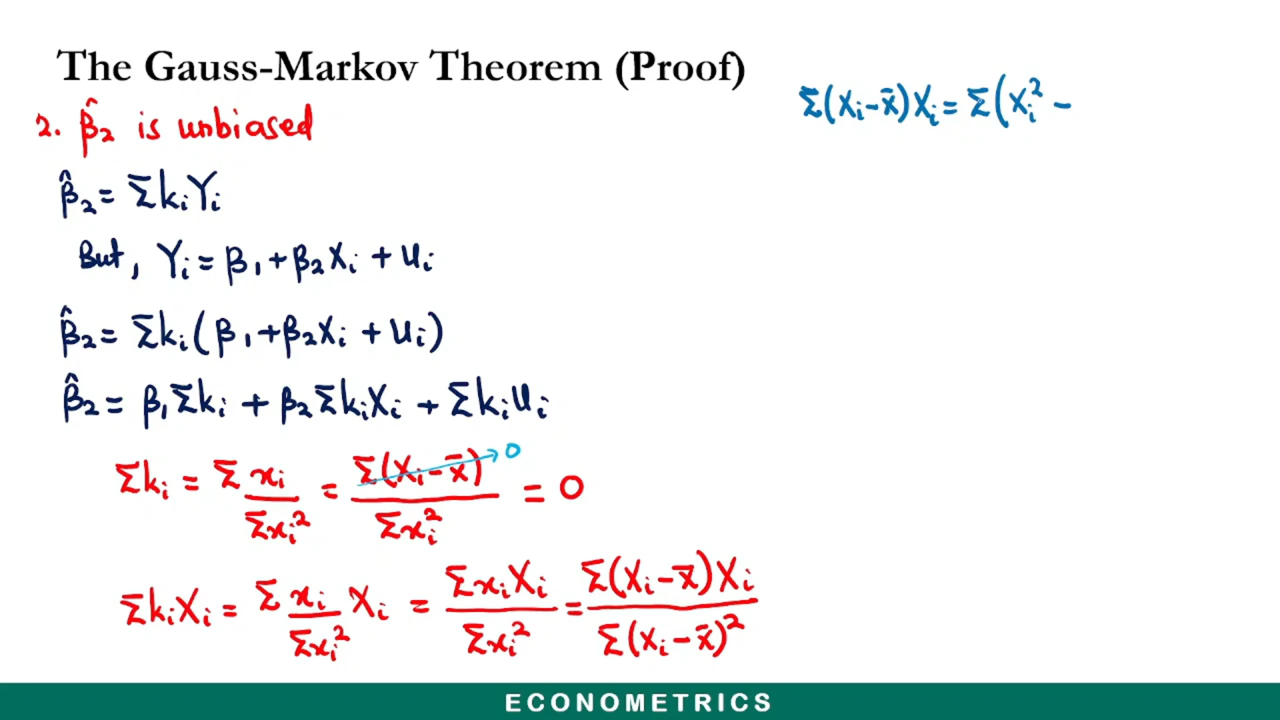 The Gauss-Markov Theorem (Proof)
2. β̂₂ is unbiased
β̂₂ = ΣkᵢYᵢ
But, Yᵢ = β₁ + β₂Xᵢ + uᵢ
β̂₂ = Σkᵢ(β₁ + β₂Xᵢ + uᵢ)
β̂₂ = β₁Σkᵢ + β₂ΣkᵢXᵢ + Σkᵢuᵢ
Σkᵢ = Σ xᵢ/Σxᵢ² = Σ(Xᵢ - x̄)/Σxᵢ² → 0 = 0
ΣkᵢXᵢ = Σ xᵢ/Σxᵢ² Xᵢ = ΣxᵢXᵢ/Σxᵢ² = Σ(Xᵢ - x̄)Xᵢ/Σ(Xᵢ - x̄)²
Σ(Xᵢ - x̄)Xᵢ = Σ(Xᵢ² -
ECONOMETRICS